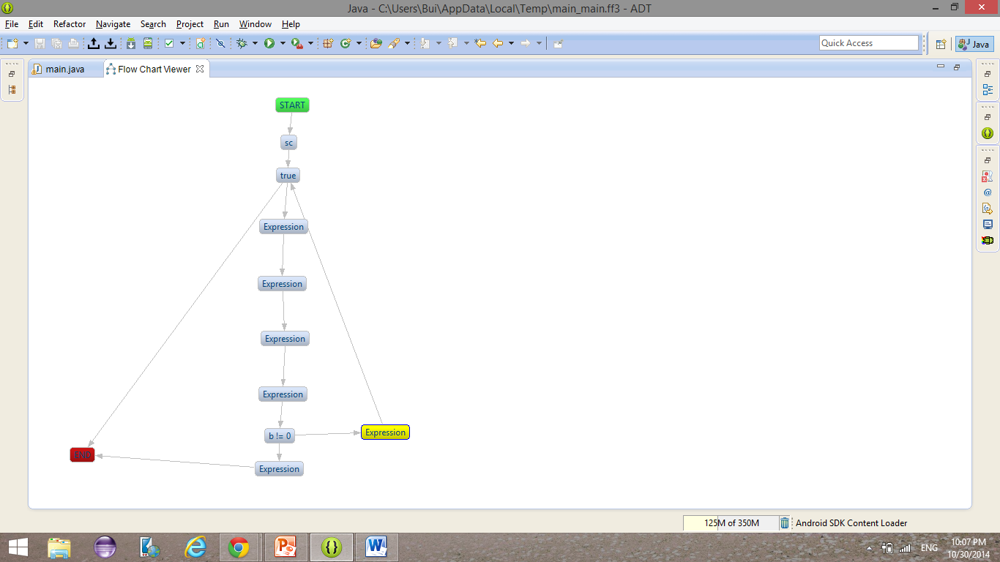 Java - C:\Users\Bui\AppData\Local\Temp\main_main.ff3 - ADT
File Edit Refactor Navigate Search Project Run Window Help
Quick Access
Java
main.java Flow Chart Viewer
START
sc
true
Expression
Expression
Expression
Expression
b != 0 Expression
END
Expression
125M of 350M Android SDK Content Loader
ENG 10:07 PM
10/30/2014